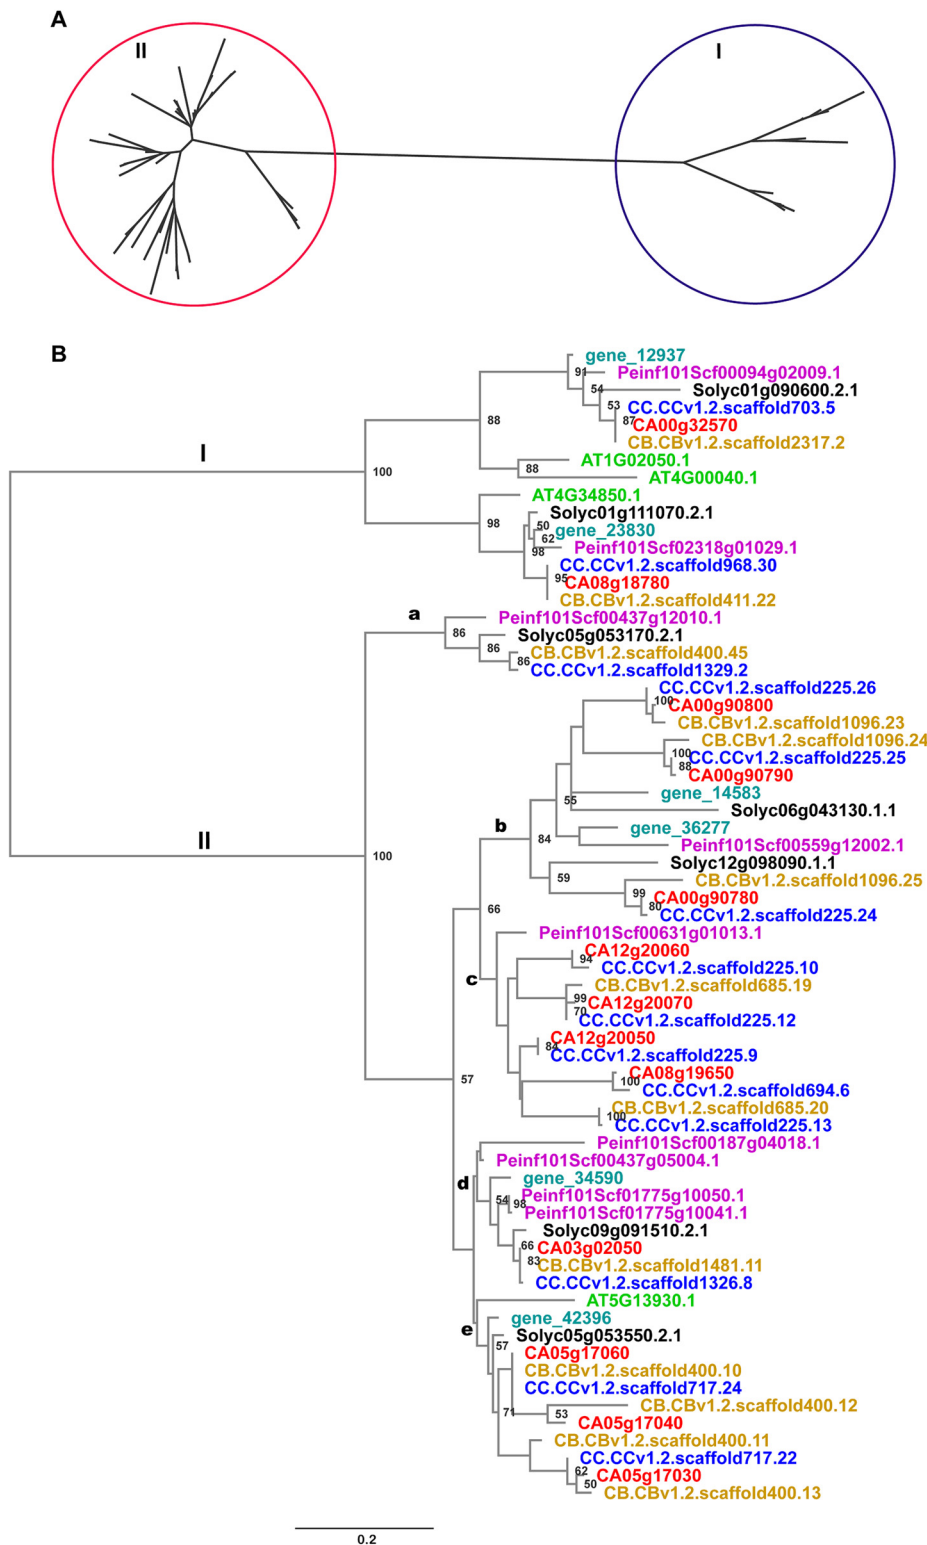 A
II
I
B
gene_12937
91
Peinf101Scf00094g02009.1
54
Solyc01g090600.2.1
53
CC.CCv1.2.scaffold703.5
88
87
CA00g32570
CB.CBv1.2.scaffold2317.2
I
AT1G02050.1
88
100
AT4G00040.1
AT4G34850.1
Solyc01g111070.2.1
98
50
gene_23830
62
Peinf101Scf02318g01029.1
98
CC.CCv1.2.scaffold968.30
95
CA08g18780
CB.CBv1.2.scaffold411.22
a
Peinf101Scf00437g12010.1
86
Solyc05g053170.2.1
86
CB.CBv1.2.scaffold400.45
86
CC.CCv1.2.scaffold1329.2
CC.CCv1.2.scaffold225.26
100
CA00g90800
CB.CBv1.2.scaffold1096.23
CB.CBv1.2.scaffold1096.24
100
CC.CCv1.2.scaffold225.25
88
CA00g90790
gene_14583
55
Solyc06g043130.1.1
b
gene_36277
84
II
Peinf101Scf00559g12002.1
100
Solyc12g098090.1.1
59
CB.CBv1.2.scaffold1096.25
99
CA00g90780
80
66
CC.CCv1.2.scaffold225.24
Peinf101Scf00631g01013.1
CA12g20060
94
CC.CCv1.2.scaffold225.10
c
CB.CBv1.2.scaffold685.19
99
CA12g20070
70
CC.CCv1.2.scaffold225.12
CA12g20050
84
CC.CCv1.2.scaffold225.9
CA08g19650
57
100
CC.CCv1.2.scaffold694.6
CB.CBv1.2.scaffold685.20
100
CC.CCv1.2.scaffold225.13
Peinf101Scf00187g04018.1
Peinf101Scf00437g05004.1
d
gene_34590
Peinf101Scf01775g10050.1
54
98
Peinf101Scf01775g10041.1
Solyc09g091510.2.1
66
CA03g02050
83
CB.CBv1.2.scaffold1481.11
CC.CCv1.2.scaffold1326.8
AT5G13930.1
gene_42396
e
Solyc05g053550.2.1
57
CA05g17060
CB.CBv1.2.scaffold400.10
CC.CCv1.2.scaffold717.24
CB.CBv1.2.scaffold400.12
71
53
CA05g17040
CB.CBv1.2.scaffold400.11
CC.CCv1.2.scaffold717.22
62
CA05g17030
50
CB.CBv1.2.scaffold400.13
0.2